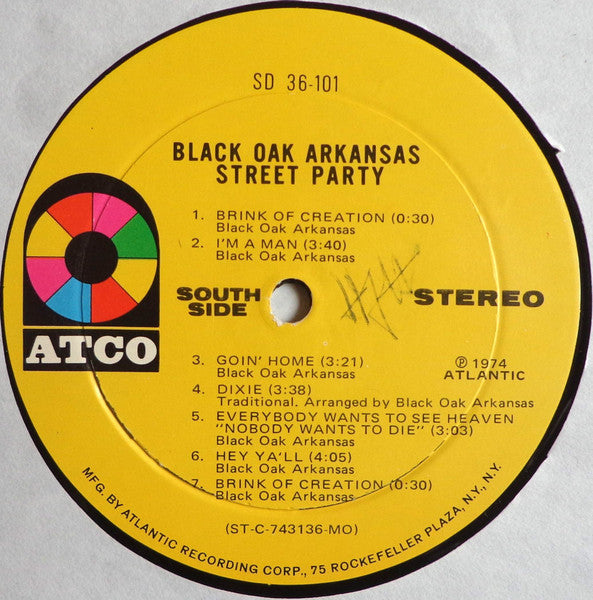 SD 36-101
BLACK OAK ARKANSAS
STREET PARTY
1. BRINK OF CREATION (0:30)
Black Oak Arkansas
2. I'M A MAN (3:40)
Black Oak Arkansas
SOUTH
SIDE
STEREO
ATCO
3. GOIN' HOME (3:21)
Black Oak Arkansas
℗ 1974
ATLANTIC
4. DIXIE (3:38)
Traditional. Arranged by Black Oak Arkansas
5. EVERYBODY WANTS TO SEE HEAVEN
"NOBODY WANTS TO DIE" (3:03)
Black Oak Arkansas
6. HEY YA'LL (4:05)
Black Oak Arkansas
7. BRINK OF CREATION (0:30)
Black Oak Arkansas
(ST-C-743136-MO)
MFG. BY ATLANTIC RECORDING CORP., 75 ROCKEFELLER PLAZA, N.Y., N.Y.